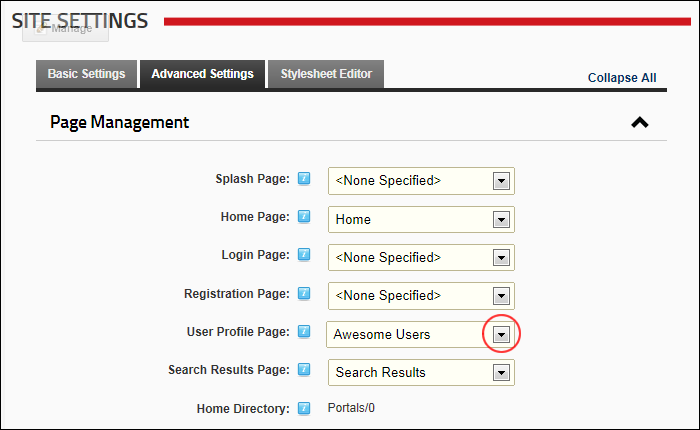 SITE SETTINGS
Manage
Basic Settings Advanced Settings Stylesheet Editor Collapse All
Page Management
Splash Page: <None Specified>
Home Page: Home
Login Page: <None Specified>
Registration Page: <None Specified>
User Profile Page: Awesome Users
Search Results Page: Search Results
Home Directory: Portals/0